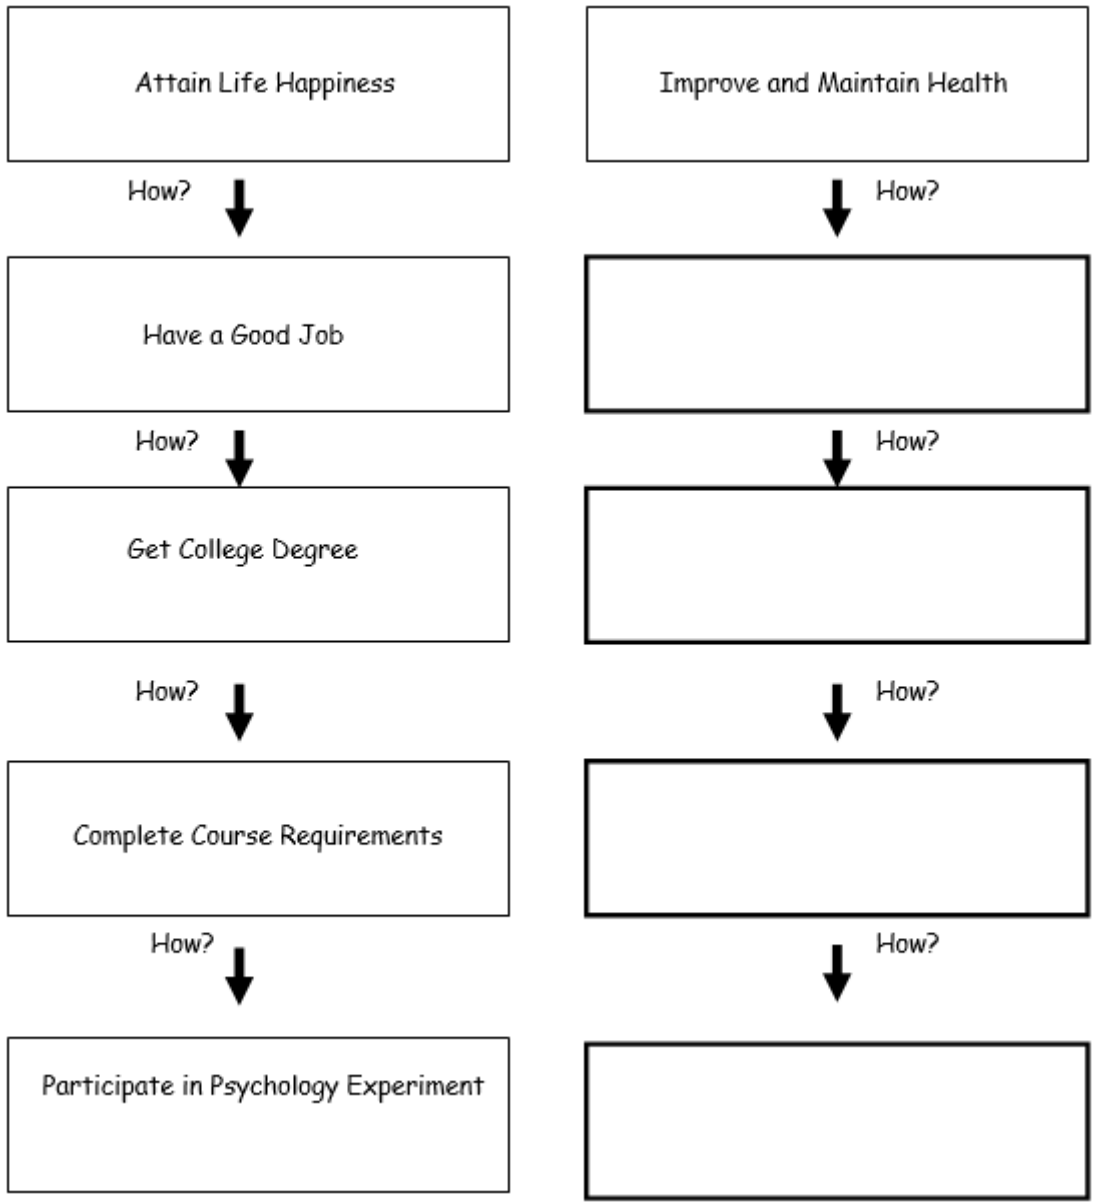 Attain Life Happiness
Improve and Maintain Health
How?
How?
Have a Good Job
How?
How?
Get College Degree
How?
How?
Complete Course Requirements
How?
How?
Participate in Psychology Experiment